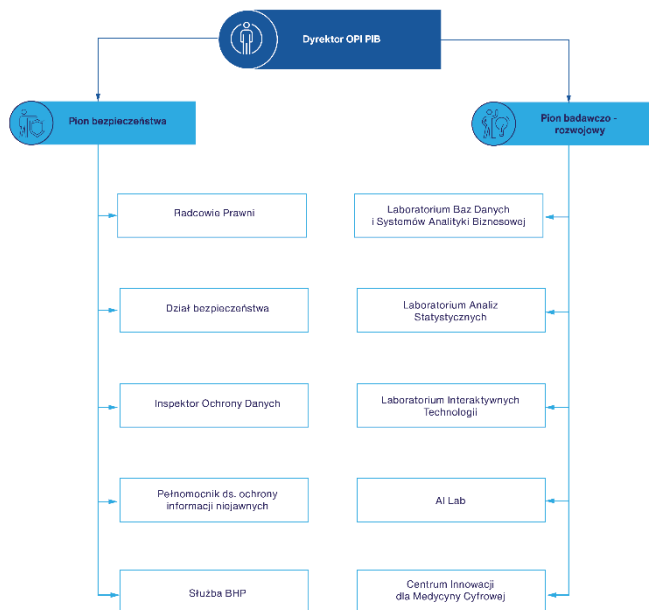 Dyrektor OPI PIB
Pion bezpieczeństwa
Pion badawczo -
rozwojowy
Radcowie Prawni
Laboratorium Baz Danych
i Systemów Analityki Biznesowej
Dział bezpieczeństwa
Laboratorium Analiz
Statystycznych
Inspektor Ochrony Danych
Laboratorium Interaktywnych
Technologii
Pełnomocnik ds. ochrony
informacji niejawnych
AI Lab
Służba BHP
Centrum Innowacji
dla Medycyny Cyfrowej